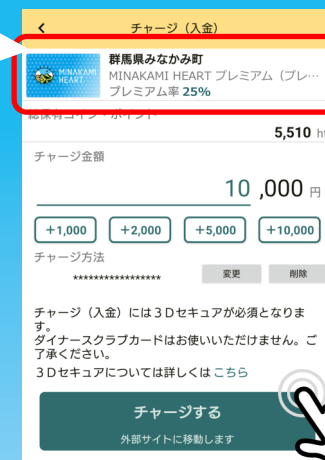 チャージ（入金）
MINAKAMI
HEART
群馬県みなかみ町
MINAKAMI HEART プレミアム（プレ…
プレミアム率 25%
総保有コイン・ポイント
5,510
チャージ金額
10 ,000 円
+1,000 +2,000 +5,000 +10,000
チャージ方法
***************** 変更 削除
チャージ（入金）には３Ｄセキュアが必須となりま
す。
ダイナースクラブカードはお使いいただけません。ご
了承ください。
３Ｄセキュアについては詳しくは こちら
チャージする
外部サイトに移動します